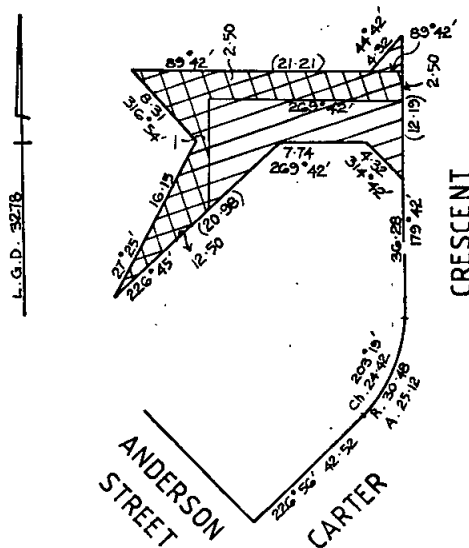 89° 42'
2.50
(21.21)
44° 42'
4.32
89° 42'
2.50
8.31
316° 54'
1
269° 42'
(12.19)
7.74
269° 42'
4.32
314° 42'
16.15
27° 25'
(20.98)
226° 45'
12.50
36.28
179° 42'
L.G.D. 3278
CRESCENT
203° 19'
Ch. 24.42
R. 30.48
A. 25.12
226° 56' 42.52
ANDERSON
STREET
CARTER